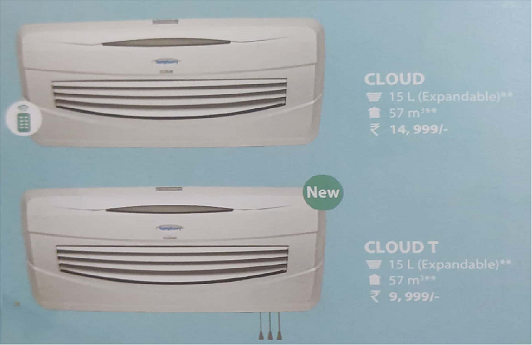 CLOUD
15 L (Expandable)**
57 m³**
₹ 14, 999/-
New
CLOUD T
15 L (Expandable)**
57 m³**
₹ 9, 999/-